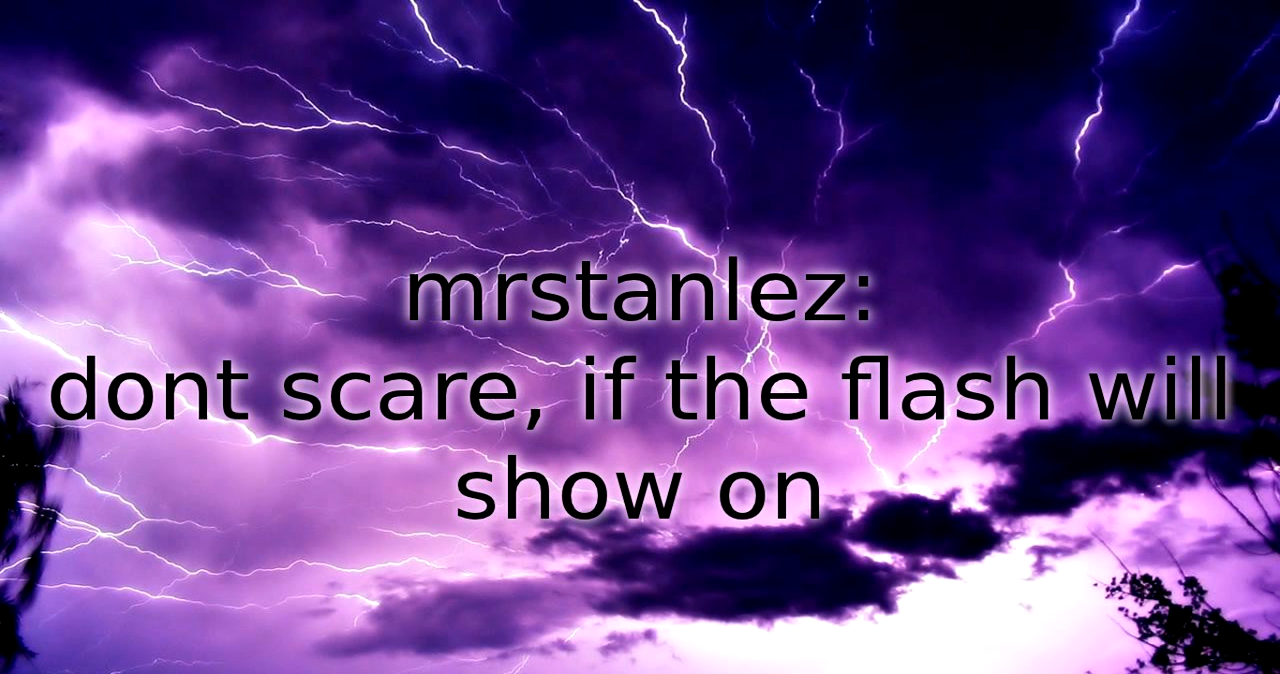 mrstanlez:
dont scare, if the flash will
show on